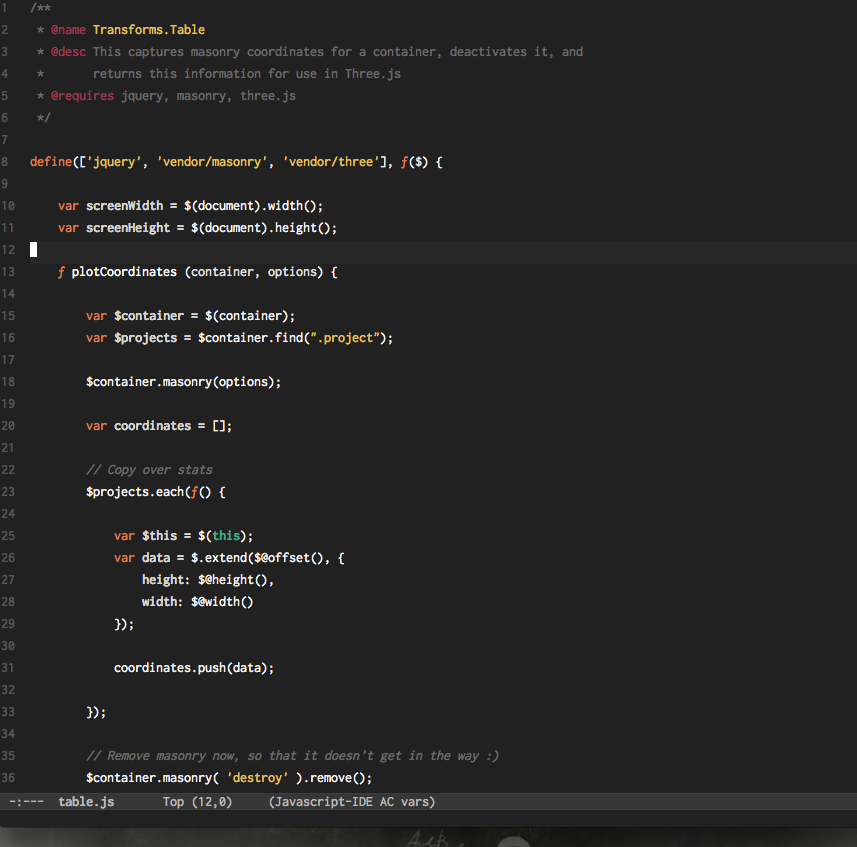 1 /**
2  * @name Transforms.Table
3  * @desc This captures masonry coordinates for a container, deactivates it, and
4  *       returns this information for use in Three.js
5  * @requires jquery, masonry, three.js
6  */
7
8 define(['jquery', 'vendor/masonry', 'vendor/three'], ƒ($) {
9
10     var screenWidth = $(document).width();
11     var screenHeight = $(document).height();
12
13     ƒ plotCoordinates (container, options) {
14
15         var $container = $(container);
16         var $projects = $container.find(".project");
17
18         $container.masonry(options);
19
20         var coordinates = [];
21
22         // Copy over stats
23         $projects.each(ƒ() {
24
25             var $this = $(this);
26             var data = $.extend($@offset(), {
27                 height: $@height(),
28                 width: $@width()
29             });
30
31             coordinates.push(data);
32
33         });
34
35         // Remove masonry now, so that it doesn't get in the way :)
36         $container.masonry( 'destroy' ).remove();
-:--- table.js Top (12,0) (Javascript-IDE AC vars)